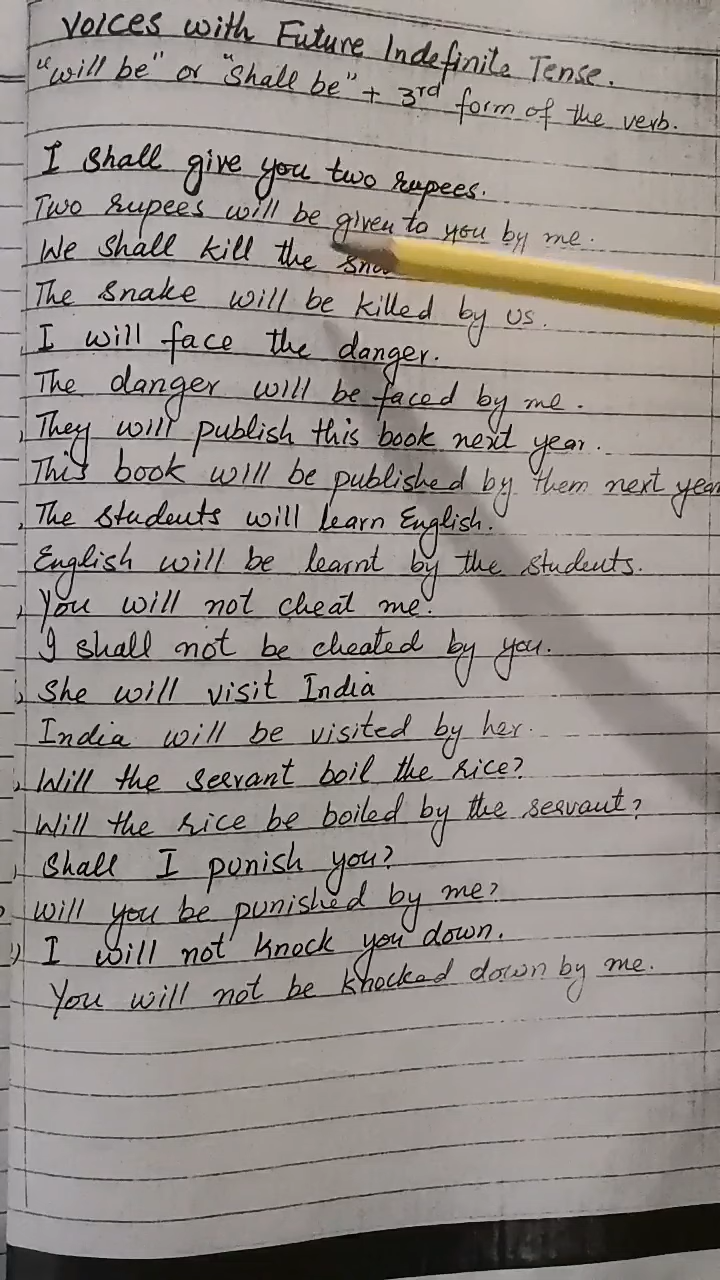 Voices with Future Indefinite Tense.
"will be" or "Shall be" + 3rd form of the verb.
I shall give you two rupees.
Two rupees will be given to you by me.
We shall kill the
The snake will be killed by us.
I will face the danger.
The danger will be faced by me.
They will publish this book next year.
This book will be published by them next year
The students will learn English.
English will be learnt by the students.
You will not cheat me.
I shall not be cheated by you.
She will visit India
India will be visited by her.
Will the servant boil the rice?
Will the rice be boiled by the servant?
Shall I punish you?
Will you be punished by me?
I will not knock you down.
You will not be knocked down by me.